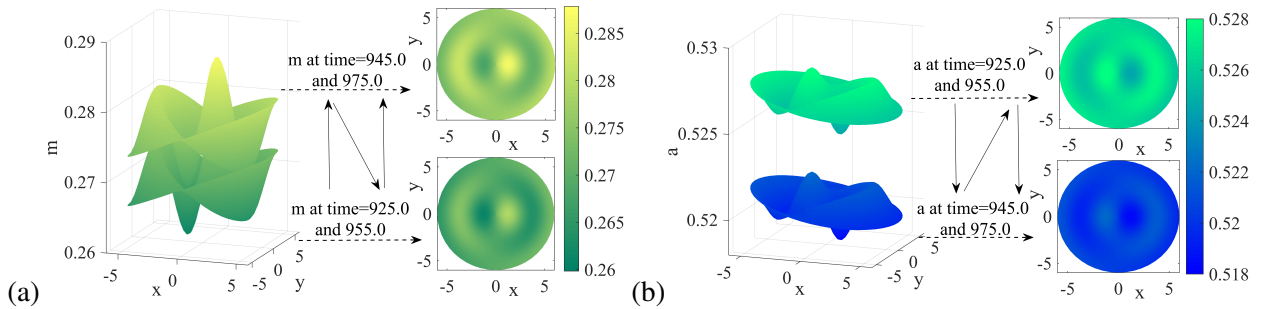 0.29
0.28
0.27
0.26
m
-5
0
5
x
-5
0
5
y
m at time=945.0
and 975.0
m at time=925.0
and 955.0
5
0
-5
y
-5
0
5
x
5
0
-5
y
-5
0
5
x
0.285
0.28
0.275
0.27
0.265
0.26
(a)
0.53
0.525
0.52
a
-5
0
5
x
-5
0
5
y
a at time=925.0
and 955.0
a at time=945.0
and 975.0
5
0
-5
y
-5
0
5
x
5
0
-5
y
-5
0
5
x
0.528
0.526
0.524
0.522
0.52
0.518
(b)